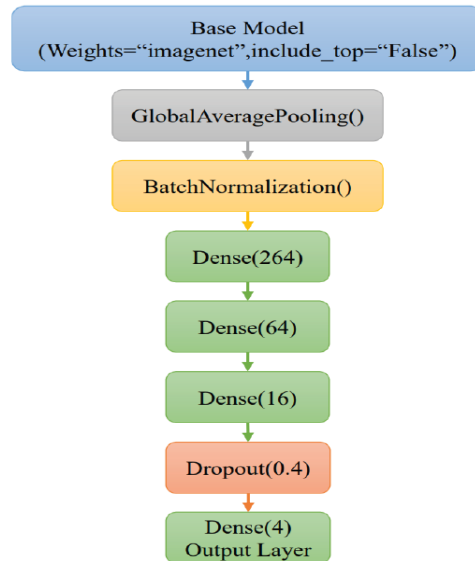 Base Model
(Weights=“imagenet”,include_top=“False”)
GlobalAveragePooling()
BatchNormalization()
Dense(264)
Dense(64)
Dense(16)
Dropout(0.4)
Dense(4)
Output Layer